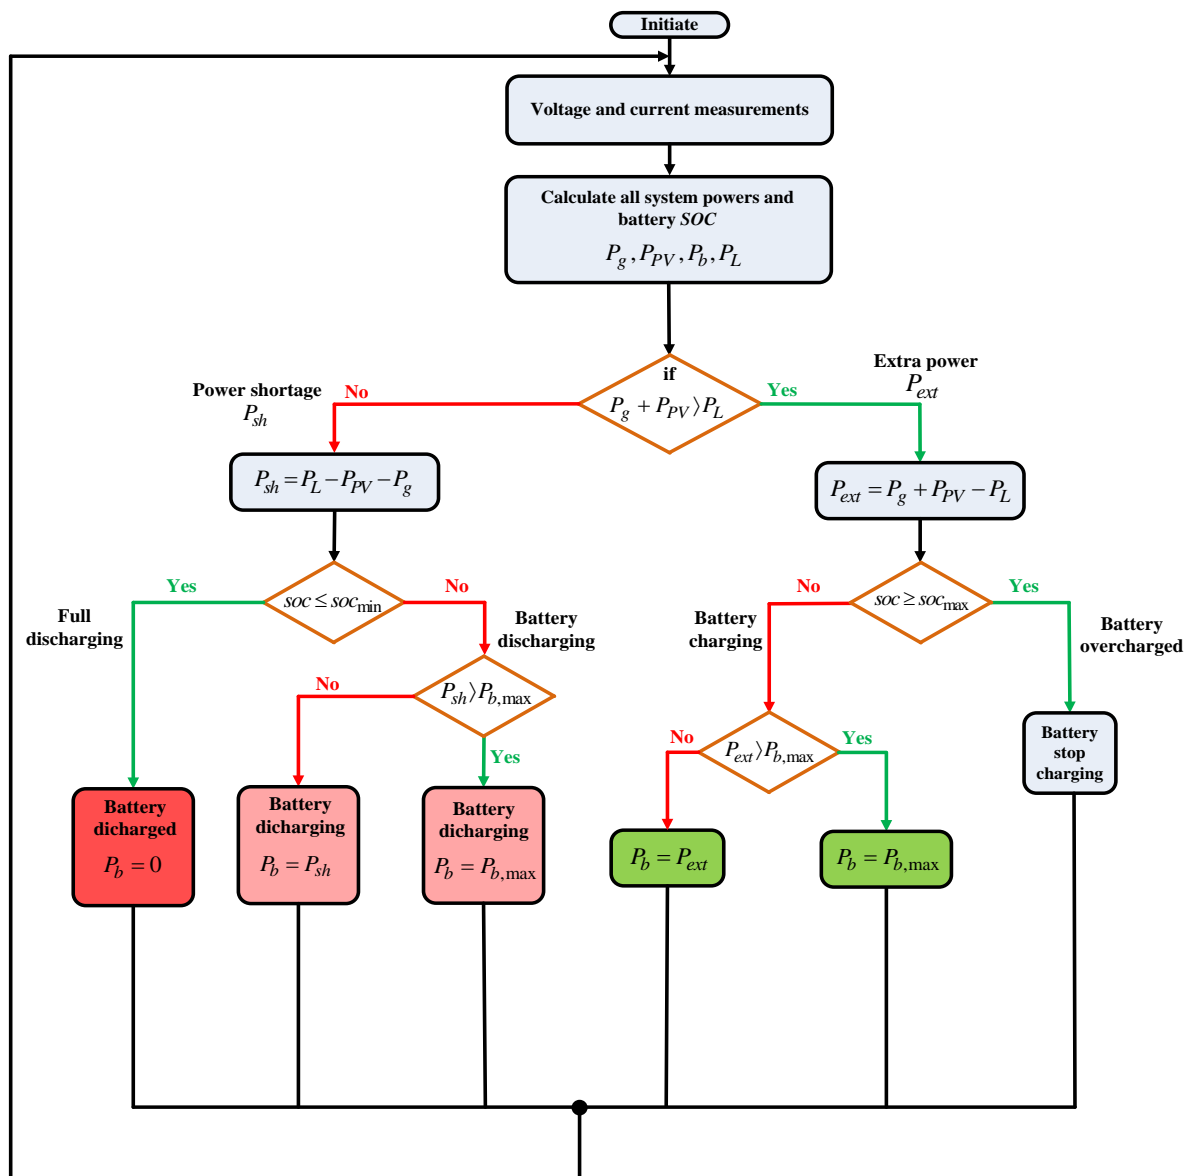 Initiate
Voltage and current measurements
Calculate all system powers and
battery SOC
P_g, P_PV, P_b, P_L
if
P_g + P_PV ⟩ P_L
No
Yes
Power shortage
P_sh
Extra power
P_ext
P_sh = P_L − P_PV − P_g
P_ext = P_g + P_PV − P_L
soc ≤ soc_min
Yes
No
soc ≥ soc_max
No
Yes
Full
discharging
Battery
discharging
Battery
charging
Battery
overcharged
P_sh ⟩ P_b,max
No
Yes
P_ext ⟩ P_b,max
No
Yes
Battery
stop
charging
Battery
dicharged
P_b = 0
Battery
dicharging
P_b = P_sh
Battery
dicharging
P_b = P_b,max
P_b = P_ext
P_b = P_b,max